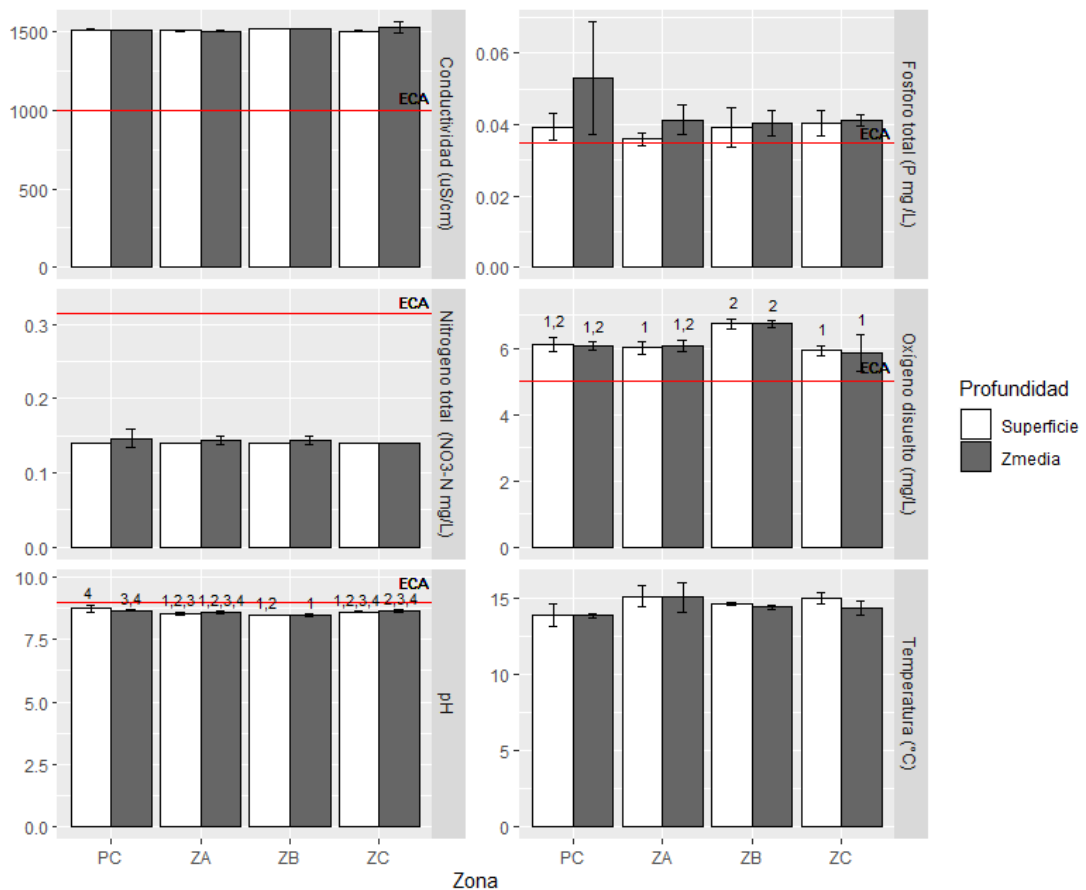 1500
1000
500
0
ECA
Conductividad (uS/cm)
0.06
0.04
0.02
0.00
ECA
Fosforo total (P mg /L)
0.3
0.2
0.1
0.0
ECA
Nitrogeno total (NO3-N mg/L)
6
4
2
0
1,2 1,2 1 1,2 2 2 1 1
ECA
Oxígeno disuelto (mg/L)
10.0
7.5
5.0
2.5
0.0
ECA
4 3,4 1,2,3 1,2,3,4 1,2 1 1,2,3,4 2,3,4
pH
15
10
5
0
Temperatura (°C)
PC ZA ZB ZC
PC ZA ZB ZC
Zona
Profundidad
Superficie
Zmedia